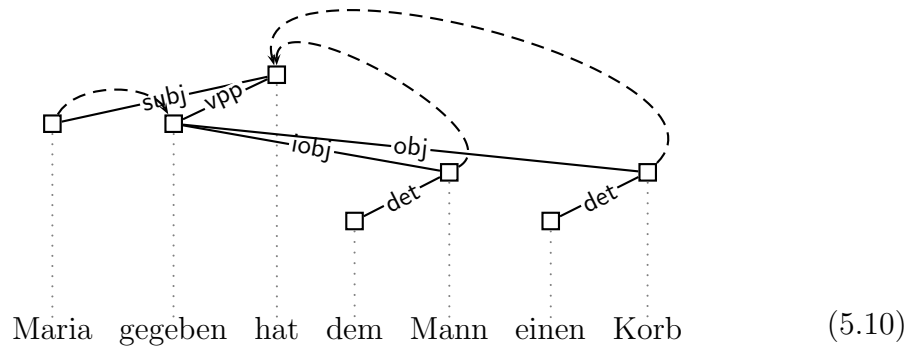 subj vpp
iobj obj
det det
Maria gegeben hat dem Mann einen Korb (5.10)